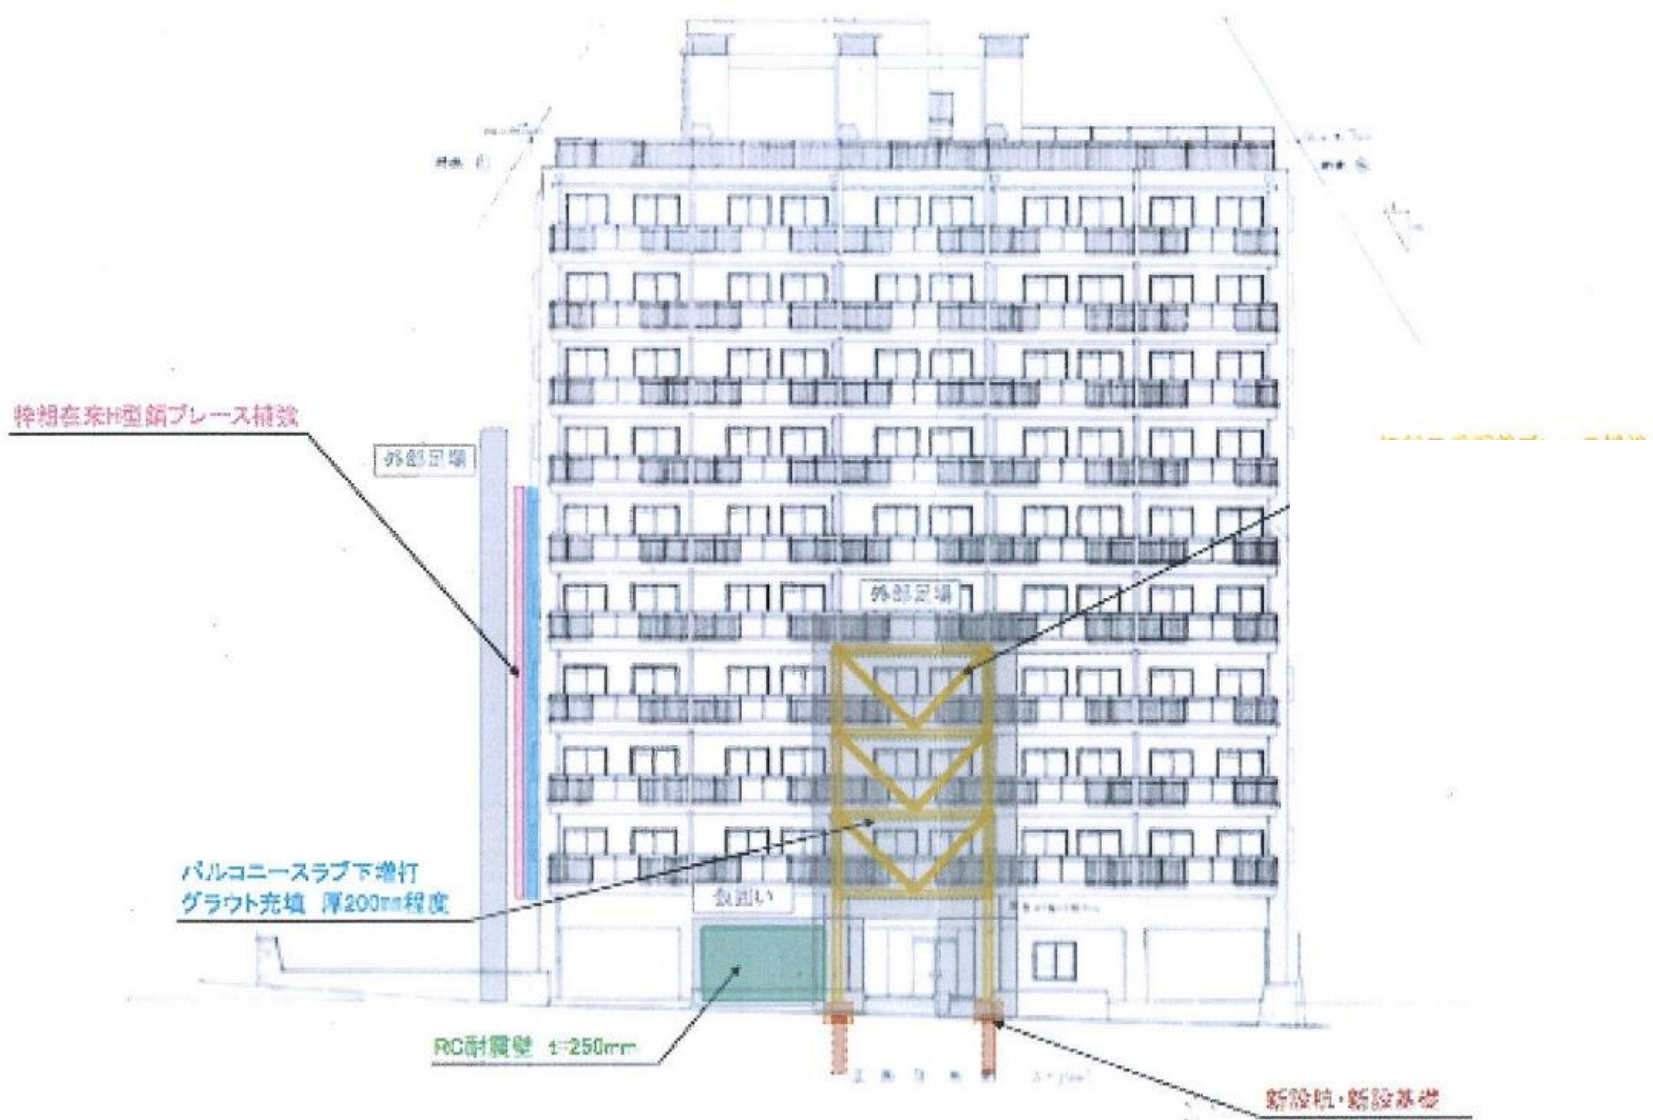 枠組在来H型鋼ブレース補強
外部足場
外部足場
バルコニースラブ下増打
グラウト充填 厚200mm程度
仮囲い
RC耐震壁 t=250mm
新設杭・新設基礎